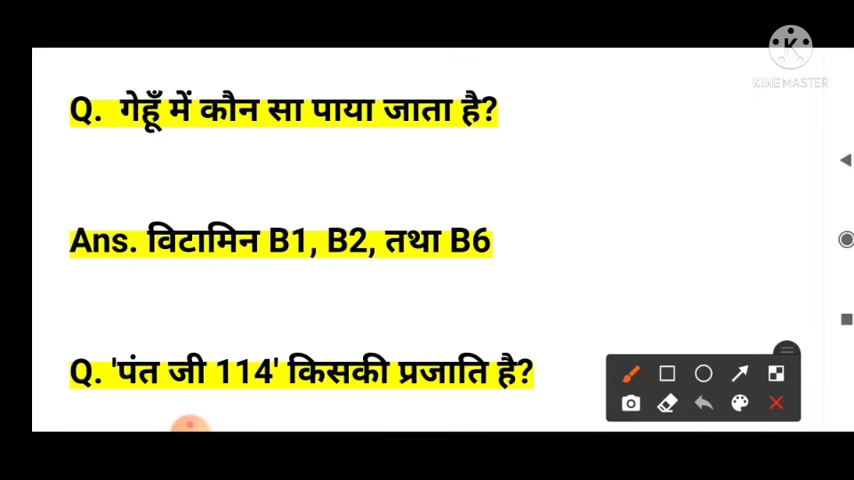 K
KINEMASTER
Q. गेहूँ में कौन सा पाया जाता है?
Ans. विटामिन B1, B2, तथा B6
Q. 'पंत जी 114' किसकी प्रजाति है?